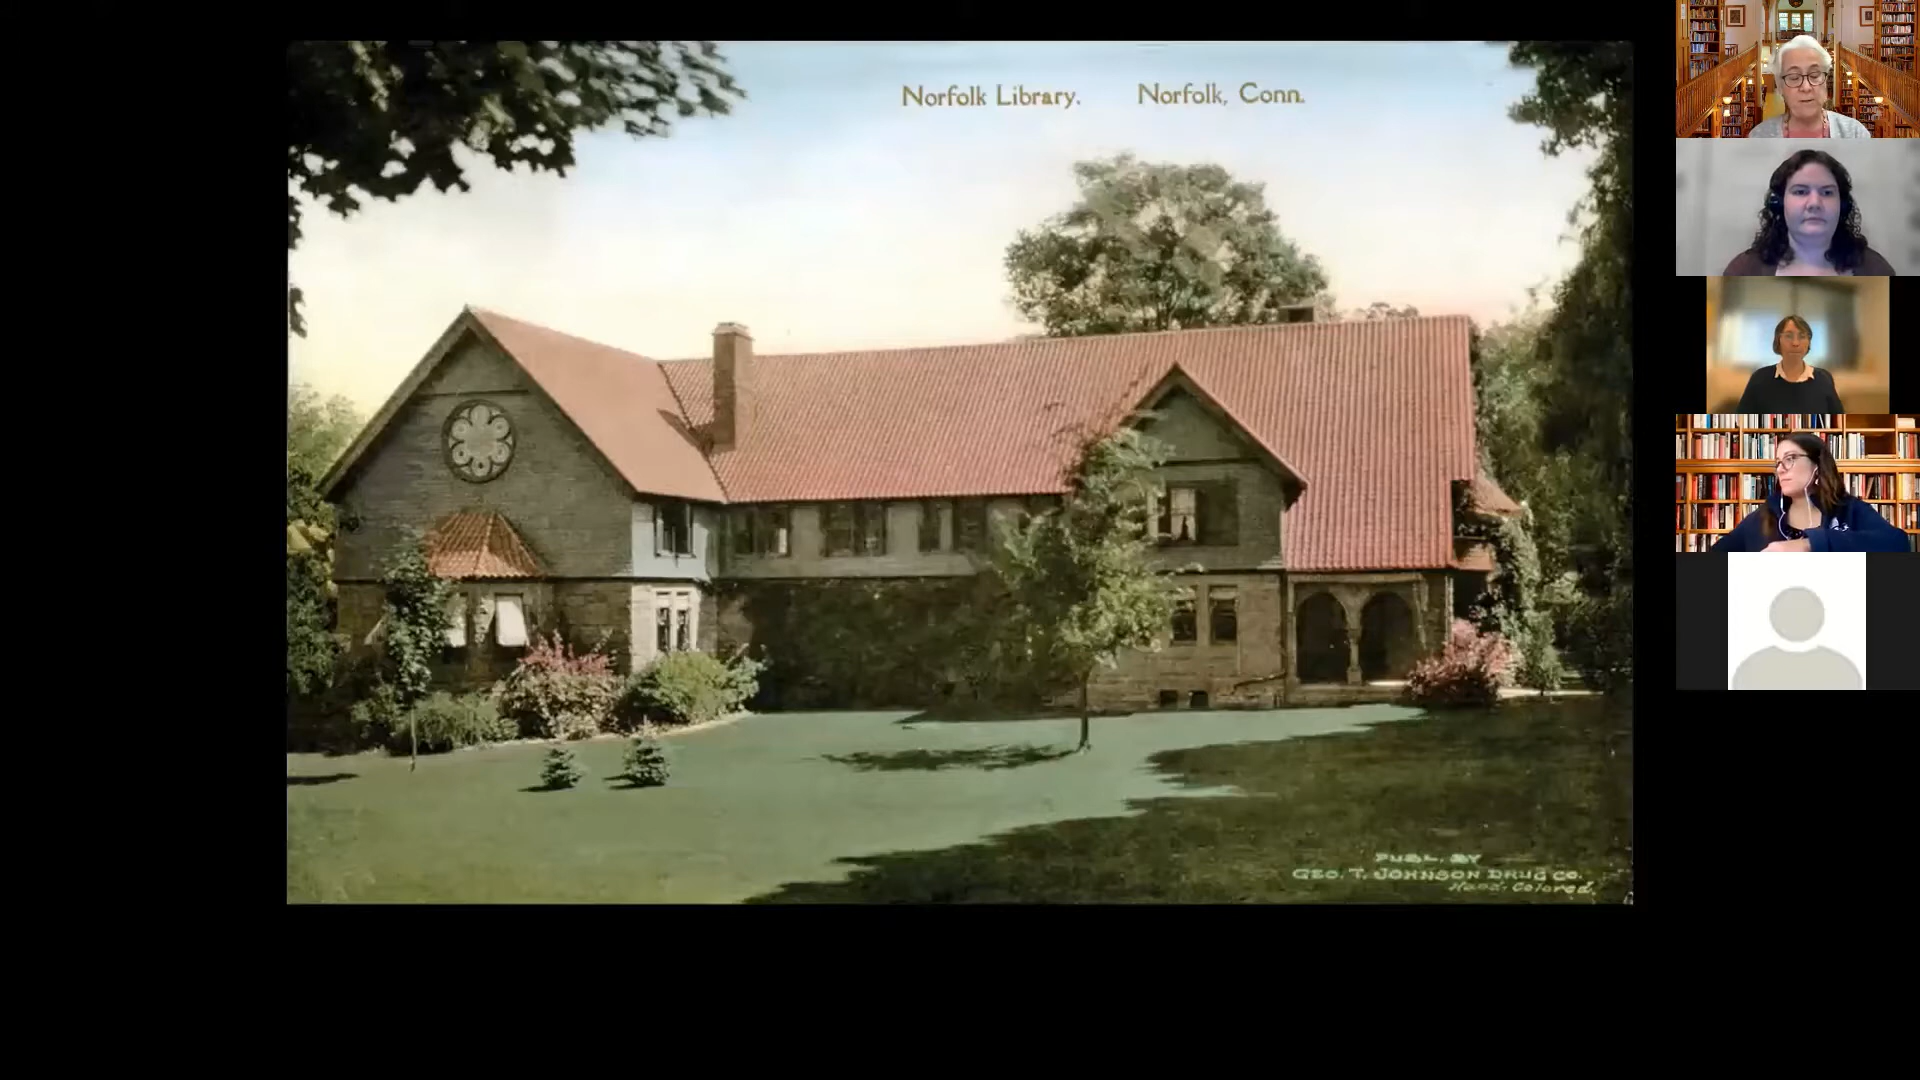 Norfolk Library. Norfolk, Conn.
PUBL. BY
GEO. T. JOHNSON DRUG CO.
Hand-Colored.